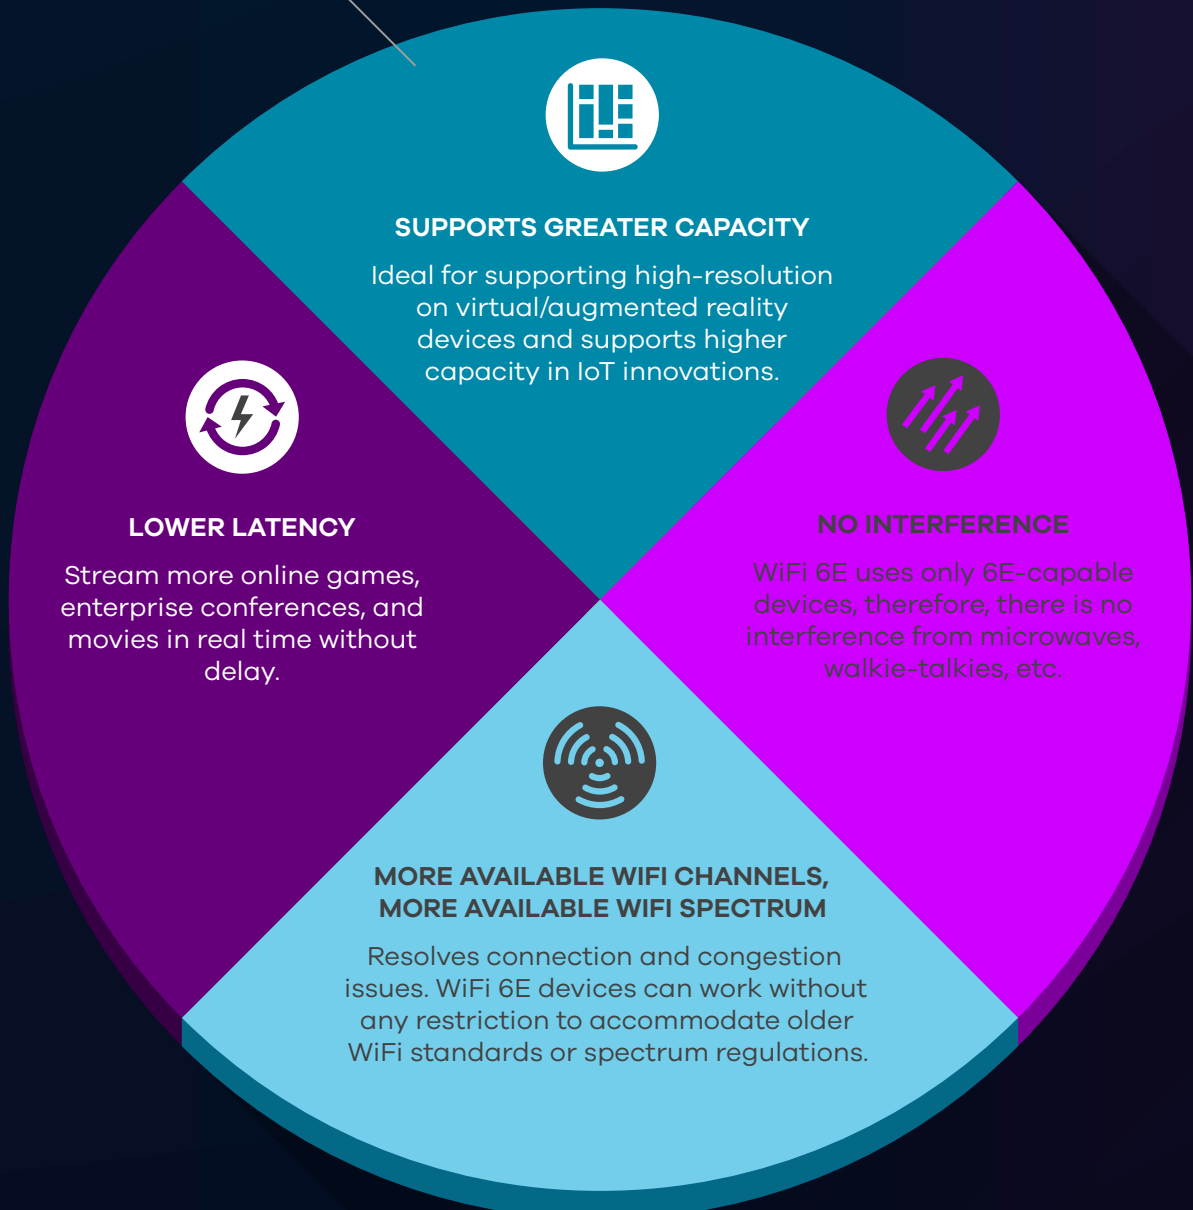 SUPPORTS GREATER CAPACITY
Ideal for supporting high-resolution
on virtual/augmented reality
devices and supports higher
capacity in IoT innovations.
LOWER LATENCY
Stream more online games,
enterprise conferences, and
movies in real time without
delay.
NO INTERFERENCE
WiFi 6E uses only 6E-capable
devices, therefore, there is no
interference from microwaves,
walkie-talkies, etc.
MORE AVAILABLE WIFI CHANNELS,
MORE AVAILABLE WIFI SPECTRUM
Resolves connection and congestion
issues. WiFi 6E devices can work without
any restriction to accommodate older
WiFi standards or spectrum regulations.